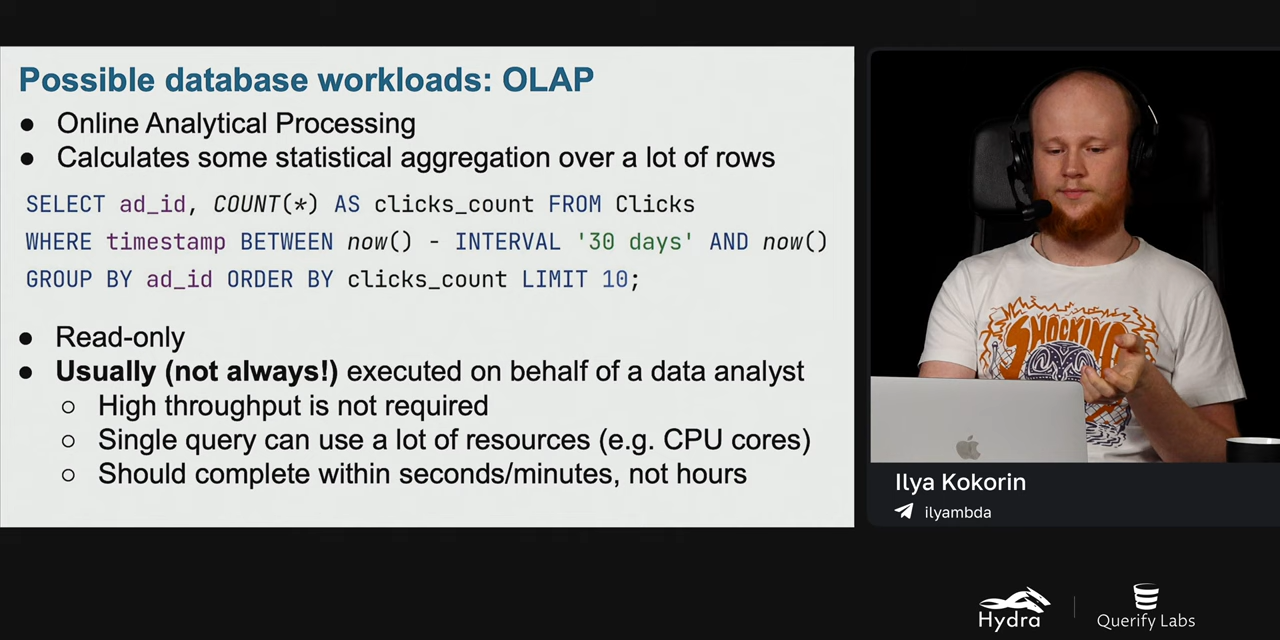 Possible database workloads: OLAP
● Online Analytical Processing
● Calculates some statistical aggregation over a lot of rows
SELECT ad_id, COUNT(*) AS clicks_count FROM Clicks
WHERE timestamp BETWEEN now() - INTERVAL '30 days' AND now()
GROUP BY ad_id ORDER BY clicks_count LIMIT 10;
● Read-only
● Usually (not always!) executed on behalf of a data analyst
○ High throughput is not required
○ Single query can use a lot of resources (e.g. CPU cores)
○ Should complete within seconds/minutes, not hours
SHOCKING
Ilya Kokorin
ilyambda
Hydra
Querify Labs